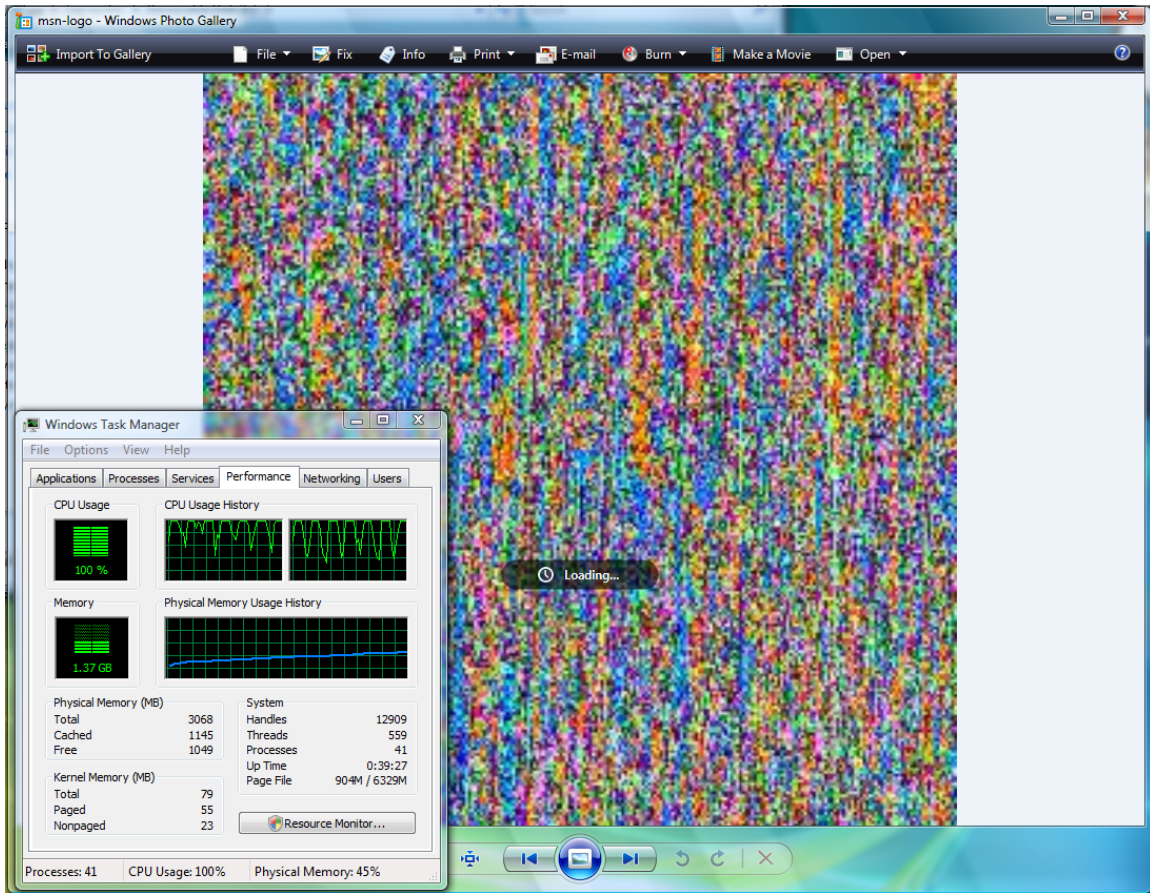 msn-logo - Windows Photo Gallery
Import To Gallery File Fix Info Print E-mail Burn Make a Movie Open
Loading...
Windows Task Manager
File Options View Help
Applications Processes Services Performance Networking Users
CPU Usage CPU Usage History
100 %
Memory Physical Memory Usage History
1.37 GB
Physical Memory (MB)
Total 3068
Cached 1145
Free 1049
Kernel Memory (MB)
Total 79
Paged 55
Nonpaged 23
System
Handles 12909
Threads 559
Processes 41
Up Time 0:39:27
Page File 904M / 6329M
Resource Monitor...
Processes: 41 CPU Usage: 100% Physical Memory: 45%